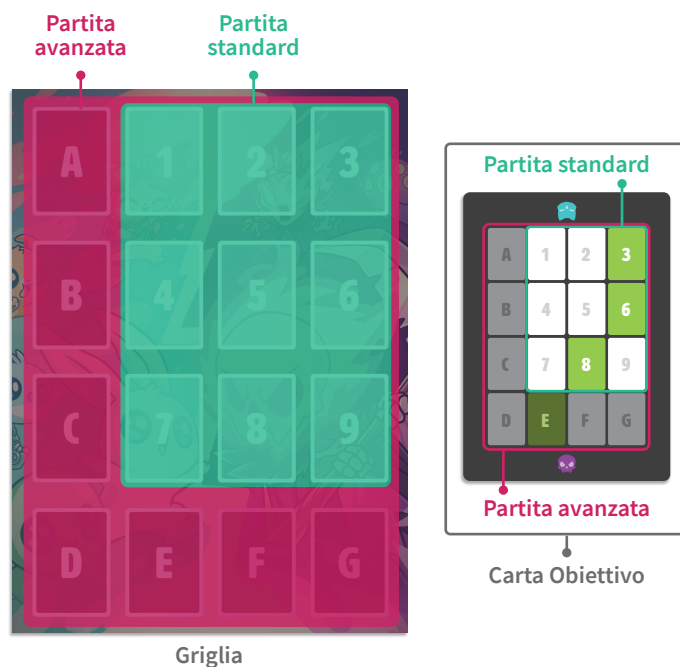 Partita
avanzata
Partita
standard
A 1 2 3
B 4 5 6
C 7 8 9
D E F G
Griglia
Partita standard
A 1 2 3
B 4 5 6
C 7 8 9
D E F G
Partita avanzata
Carta Obiettivo